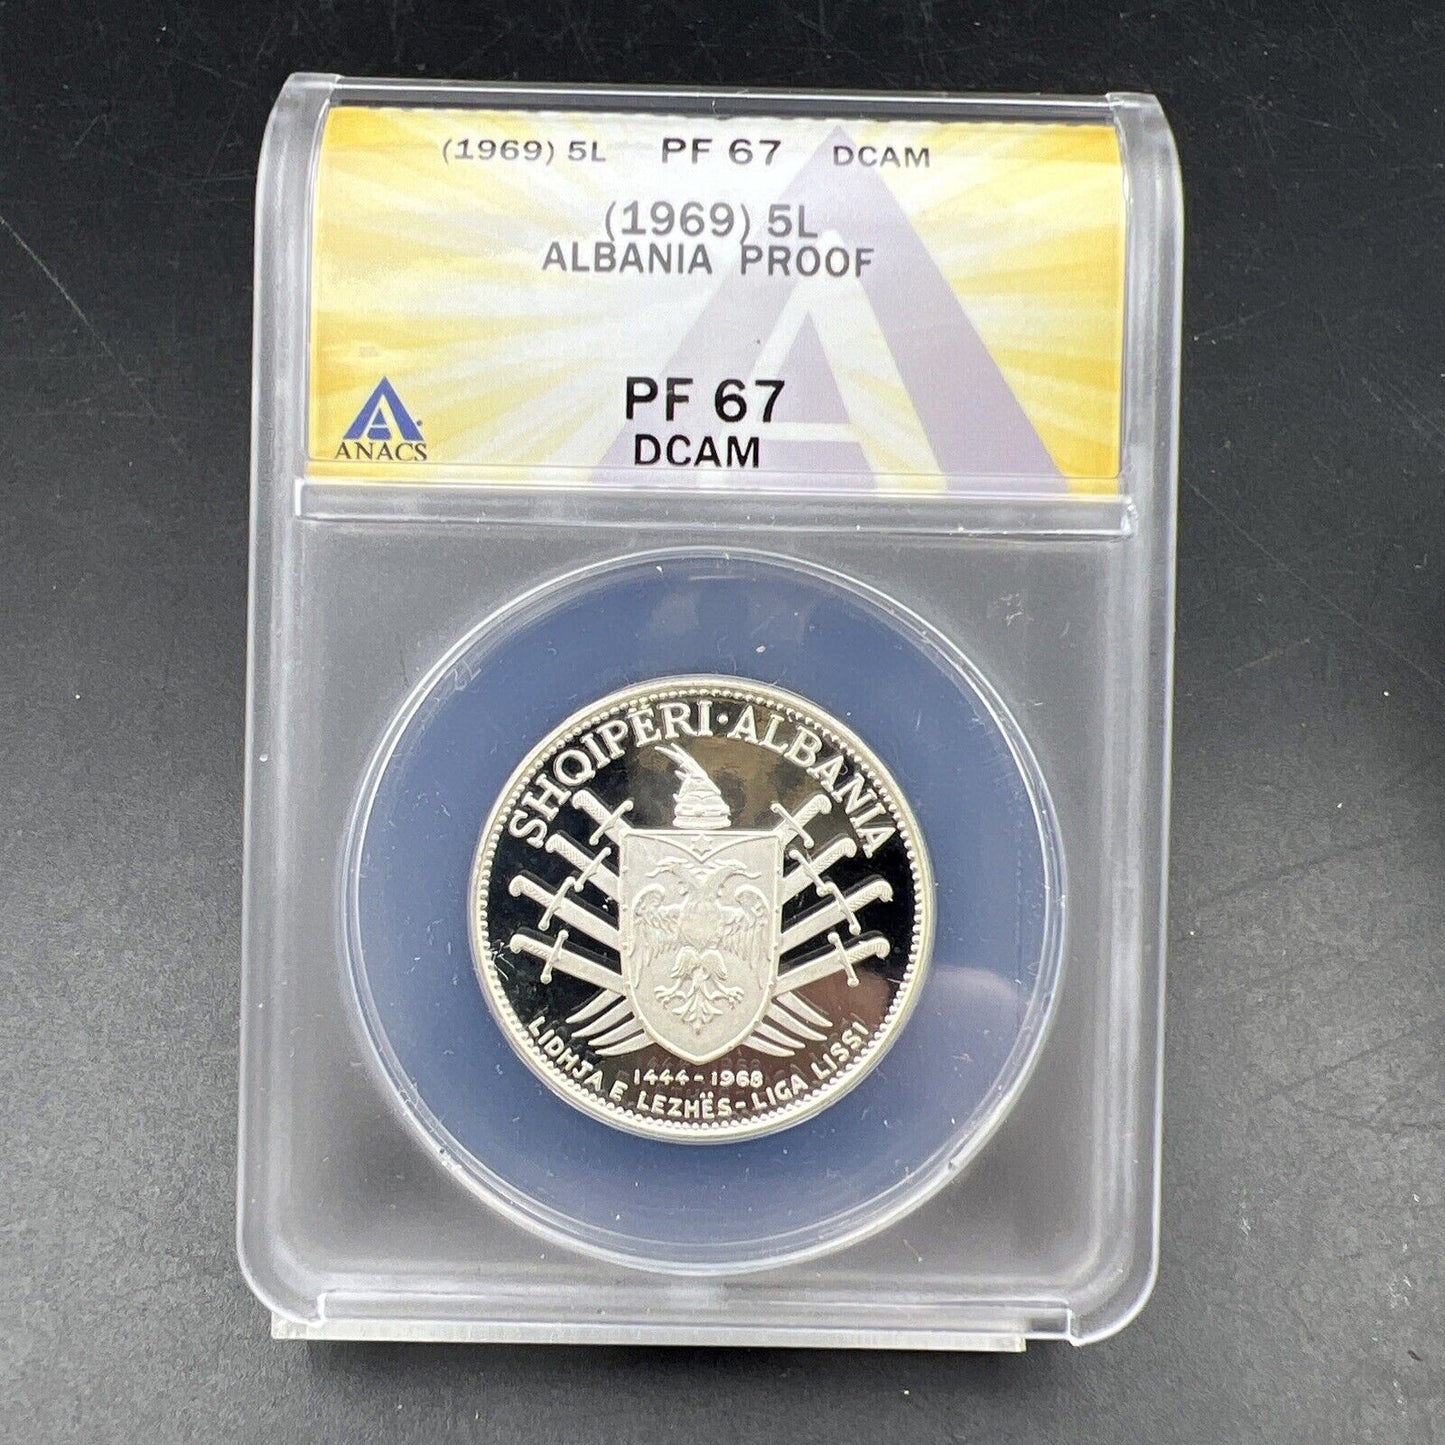 (1969) 5L PF 67 DCAM
(1969) 5L
ALBANIA PROOF
PF 67
DCAM
ANACS
SHQIPËRI · ALBANIA
1444 - 1968
LIDHJA E LEZHËS - LIGA LISSI